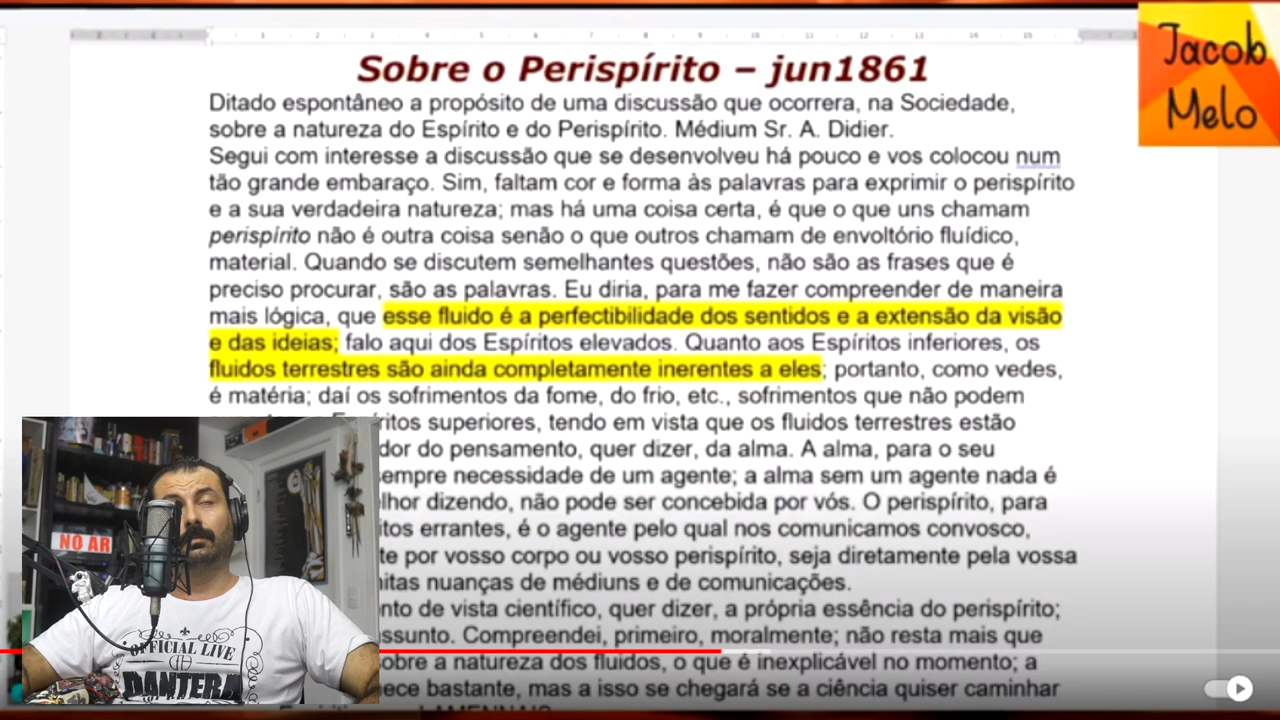 Sobre o Perispírito – jun1861
Jacob
Melo
Ditado espontâneo a propósito de uma discussão que ocorrera, na Sociedade,
sobre a natureza do Espírito e do Perispírito. Médium Sr. A. Didier.
Segui com interesse a discussão que se desenvolveu há pouco e vos colocou num
tão grande embaraço. Sim, faltam cor e forma às palavras para exprimir o perispírito
e a sua verdadeira natureza; mas há uma coisa certa, é que o que uns chamam
perispírito não é outra coisa senão o que outros chamam de envoltório fluídico,
material. Quando se discutem semelhantes questões, não são as frases que é
preciso procurar, são as palavras. Eu diria, para me fazer compreender de maneira
mais lógica, que esse fluido é a perfectibilidade dos sentidos e a extensão da visão
e das ideias; falo aqui dos Espíritos elevados. Quanto aos Espíritos inferiores, os
fluidos terrestres são ainda completamente inerentes a eles; portanto, como vedes,
é matéria; daí os sofrimentos da fome, do frio, etc., sofrimentos que não podem
ritos superiores, tendo em vista que os fluidos terrestres estão
dor do pensamento, quer dizer, da alma. A alma, para o seu
empre necessidade de um agente; a alma sem um agente nada é
lhor dizendo, não pode ser concebida por vós. O perispírito, para
itos errantes, é o agente pelo qual nos comunicamos convosco,
te por vosso corpo ou vosso perispírito, seja diretamente pela vossa
nitas nuanças de médiuns e de comunicações.
nto de vista científico, quer dizer, a própria essência do perispírito;
assunto. Compreendei, primeiro, moralmente; não resta mais que
obre a natureza dos fluidos, o que é inexplicável no momento; a
nece bastante, mas a isso se chegará se a ciência quiser caminhar
NO AR
OFFICIAL LIVE
PANTERA